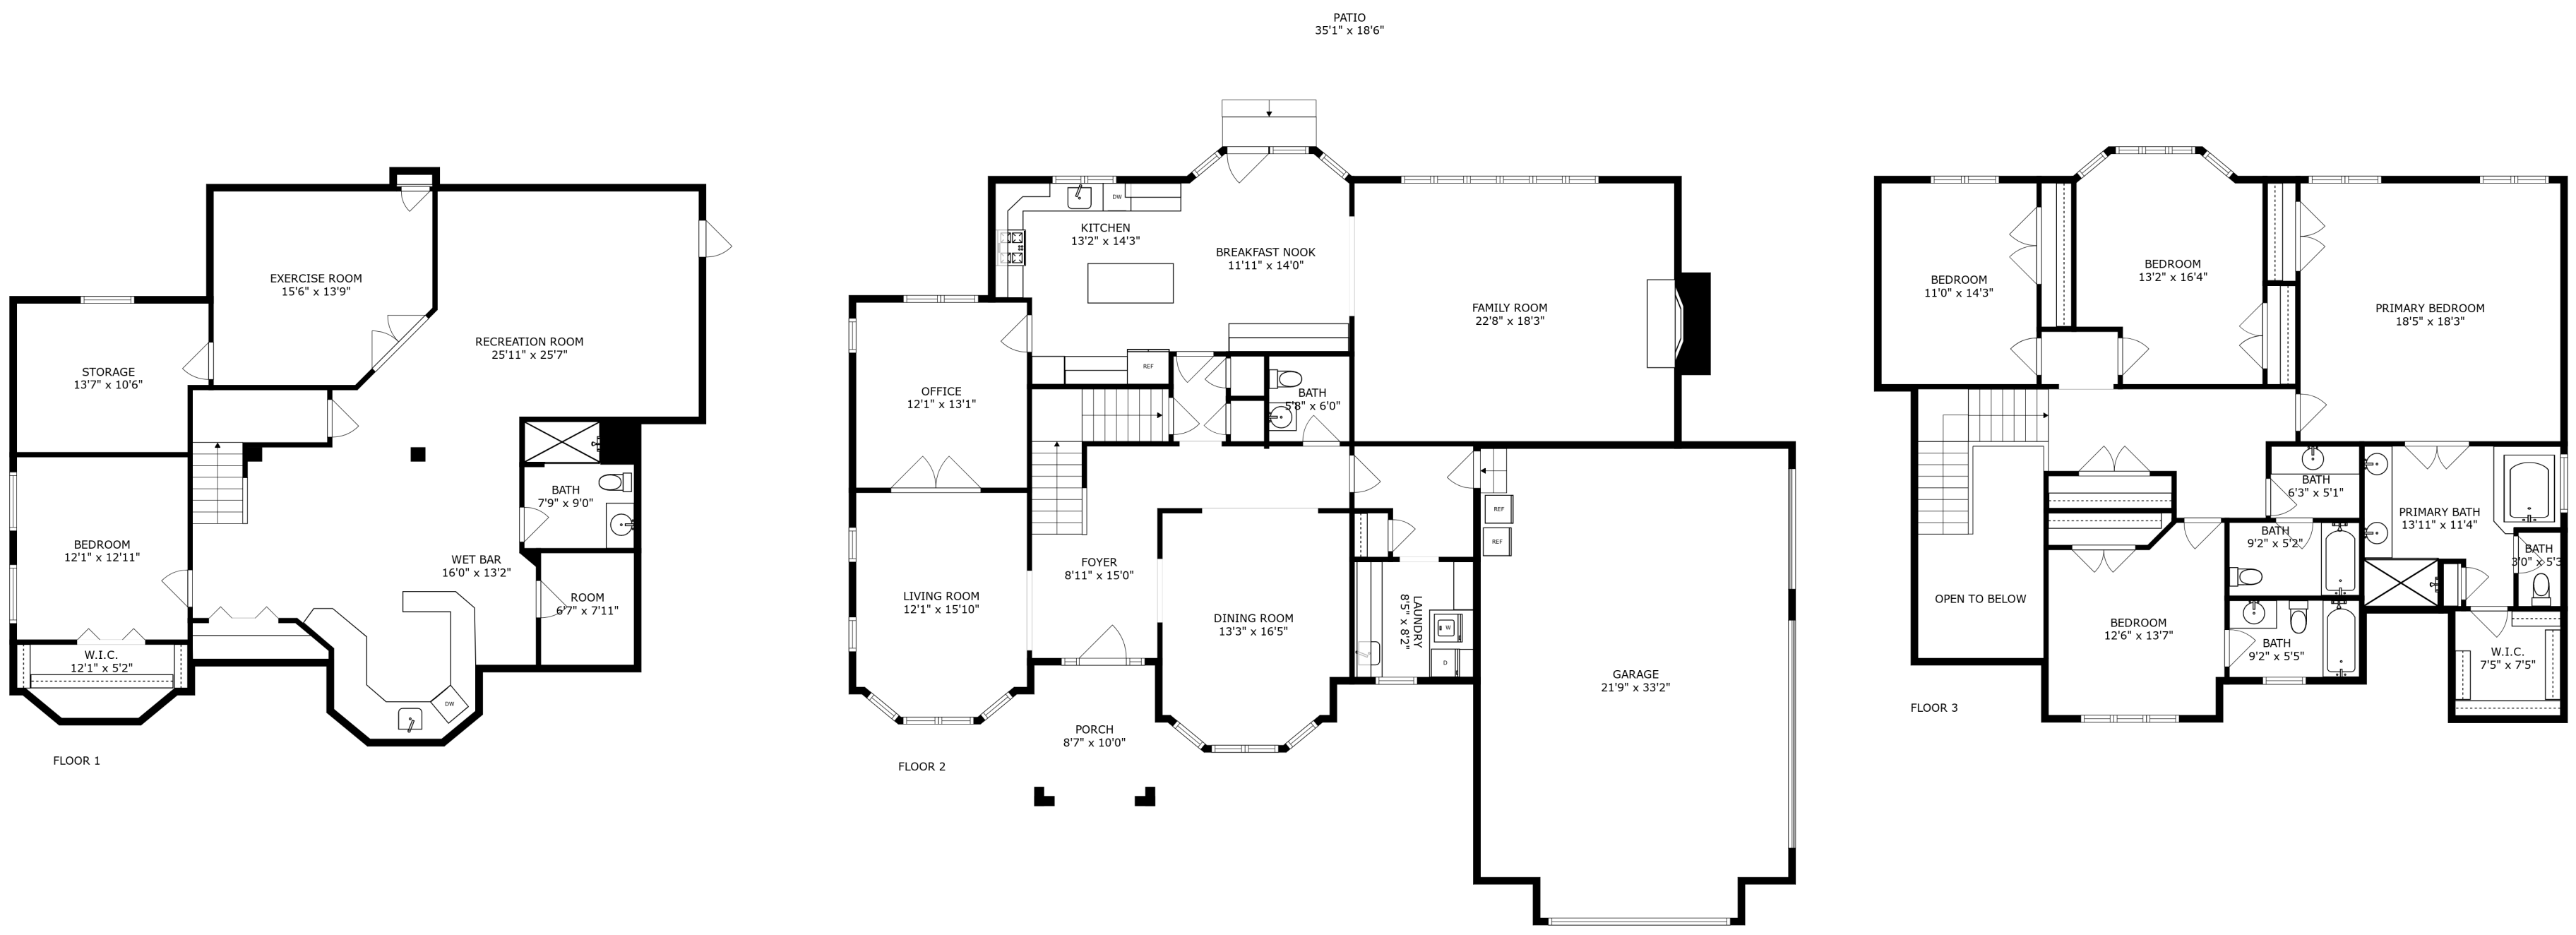 PATIO
35'1" x 18'6"
EXERCISE ROOM
15'6" x 13'9"
RECREATION ROOM
25'11" x 25'7"
STORAGE
13'7" x 10'6"
BATH
7'9" x 9'0"
BEDROOM
12'1" x 12'11"
WET BAR
16'0" x 13'2"
ROOM
6'7" x 7'11"
W.I.C.
12'1" x 5'2"
DW
FLOOR 1
DW
KITCHEN
13'2" x 14'3"
BREAKFAST NOOK
11'11" x 14'0"
FAMILY ROOM
22'8" x 18'3"
REF
OFFICE
12'1" x 13'1"
BATH
5'8" x 6'0"
REF
REF
FOYER
8'11" x 15'0"
LIVING ROOM
12'1" x 15'10"
DINING ROOM
13'3" x 16'5"
LAUNDRY
8'5" x 8'2"
W
D
GARAGE
21'9" x 33'2"
PORCH
8'7" x 10'0"
FLOOR 2
BEDROOM
11'0" x 14'3"
BEDROOM
13'2" x 16'4"
PRIMARY BEDROOM
18'5" x 18'3"
BATH
6'3" x 5'1"
PRIMARY BATH
13'11" x 11'4"
BATH
9'2" x 5'2"
BATH
3'0" x 5'3
OPEN TO BELOW
BEDROOM
12'6" x 13'7"
BATH
9'2" x 5'5"
W.I.C.
7'5" x 7'5"
FLOOR 3